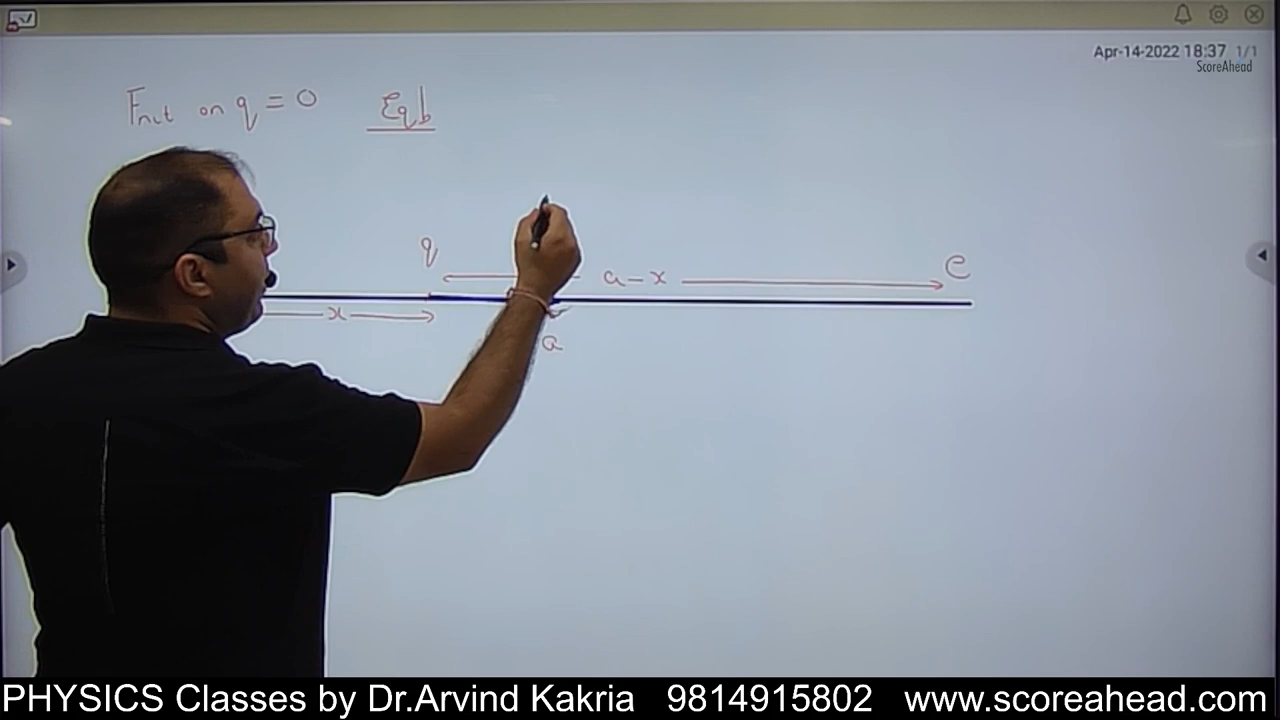 Apr-14-2022 18:37 1/1
ScoreAhead
Fnet on q = 0 Eqb
q
a-x
e
x
a
PHYSICS Classes by Dr.Arvind Kakria 9814915802 www.scoreahead.com